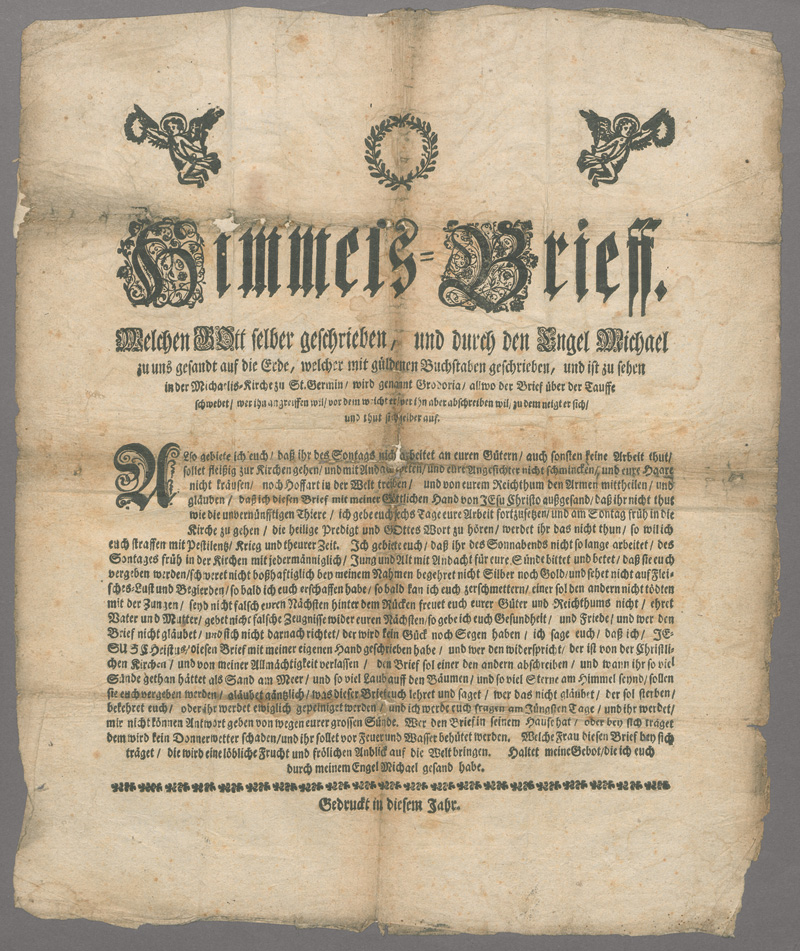 Himmels-Brieff.
Welchen GOtt selber geschrieben, und durch den Engel Michael
zu uns gesandt auf die Erde, welcher mit güldenen Buchstaben geschrieben, und ist zu sehen
in der Michaelis-Kirche zu St. Germin/ wird genannt Grodoria/ allwo der Brief über der Tauffe
schwebet/ wer ihn angreiffen wil/ vor dem weicht er/ wer ihn aber abschreiben wil/ zu dem neigt er sich/
und thut sich selber auf.
Also gebiete ich euch/ daß ihr des Sontags nicht arbeitet an euren Gütern/ auch sonsten keine Arbeit thut/
sollet fleißig zur Kirchen gehen/ und mit Andacht beten/ und eure Angesichter nicht schmincken/ und eure Haare
nicht kräusen/ noch Hoffart in der Welt treiben/ und von eurem Reichthum den Armen mittheilen/ und
gläuben/ daß ich diesen Brief mit meiner Göttlichen Hand von JEsu Christo außgesand/ daß ihr nicht thut
wie die unvernünfftigen Thiere/ ich gebe euch sechs Tage eure Arbeit fortzusetzen/ und am Sontag früh in die
Kirche zu gehen/ die heilige Predigt und GOttes Wort zu hören/ werdet ihr das nicht thun/ so wil ich
euch straffen mit Pestilentz/ Krieg und theurer Zeit. Ich gebiete euch/ daß ihr des Sonnabends nicht so lange arbeitet/ des
Sontages früh in der Kirchen mit jedermänniglich/ Jung und Alt mit Andacht für eure Sünde bittet und betet/ daß sie euch
vergeben werden/ schweret nicht boßhafftiglich bey meinem Nahmen begehret nicht Silber noch Gold/ und sehet nicht auf Flei-
sches-Lust und Begierden/ so bald ich euch erschaffen habe/ so bald kan ich euch zerschmettern/ einer sol den andern nicht tödten
mit der Zungen/ seyd nicht falsch euren Nächsten hinter dem Rücken freuet euch eurer Güter und Reichthums nicht/ ehret
Vater und Mutter/ gebet nicht falsche Zeugnisse wider euren Nächsten/ so gebe ich euch Gesundheit/ und Friede/ und wer den
Brief nicht gläubet/ und sich nicht darnach richtet/ der wird kein Gück noch Segen haben/ ich sage euch/ daß ich/ JE-
SUS CHristus/ diesen Brief mit meiner eigenen Hand geschrieben habe/ und wer den widerspricht/ der ist von der Christli-
chen Kirchen/ und von meiner Allmächtigkeit verlassen/ den Brief sol einer den andern abschreiben/ und wann ihr so viel
Sünde gethan hättet als Sand am Meer/ und so viel Laub auff den Bäumen/ und so viel Sterne am Himmel seynd/ sollen
sie euch vergeben werden/ gläubet gäntzlich/ was dieser Brief euch lehret und saget/ wer das nicht gläubet/ der sol sterben/
bekehret euch/ oder ihr werdet ewiglich gepeiniget werden/ und ich werde euch fragen am Jüngsten Tage/ und ihr werdet/
mir nicht können Antwort geben von wegen eurer grossen Sünde. Wer den Brief in seinem Hause hat/ oder bey sich träget
dem wird kein Donnerwetter schaden/ und ihr sollet vor Feuer und Wasser behütet werden. Welche Frau diesen Brief bey sich
träget/ die wird eine löbliche Frucht und frölichen Anblick auf die Welt bringen. Haltet meine Gebot/ die ich euch
durch meinem Engel Michael gesand habe.
Gedruckt in diesem Jahr.